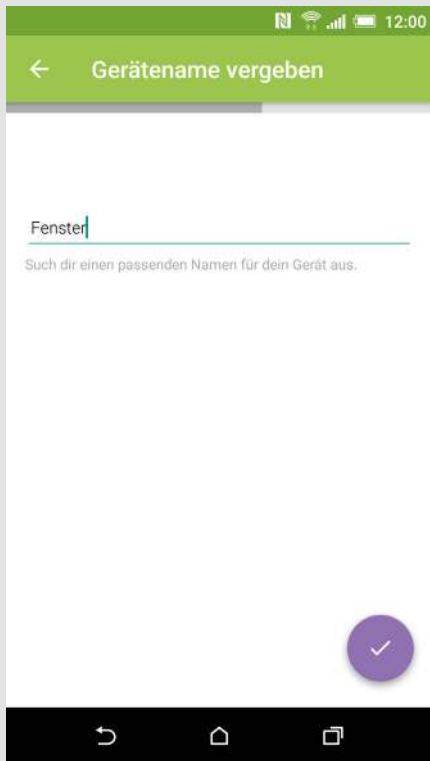 12:00
Gerätename vergeben
Fenster
Such dir einen passenden Namen für dein Gerät aus.